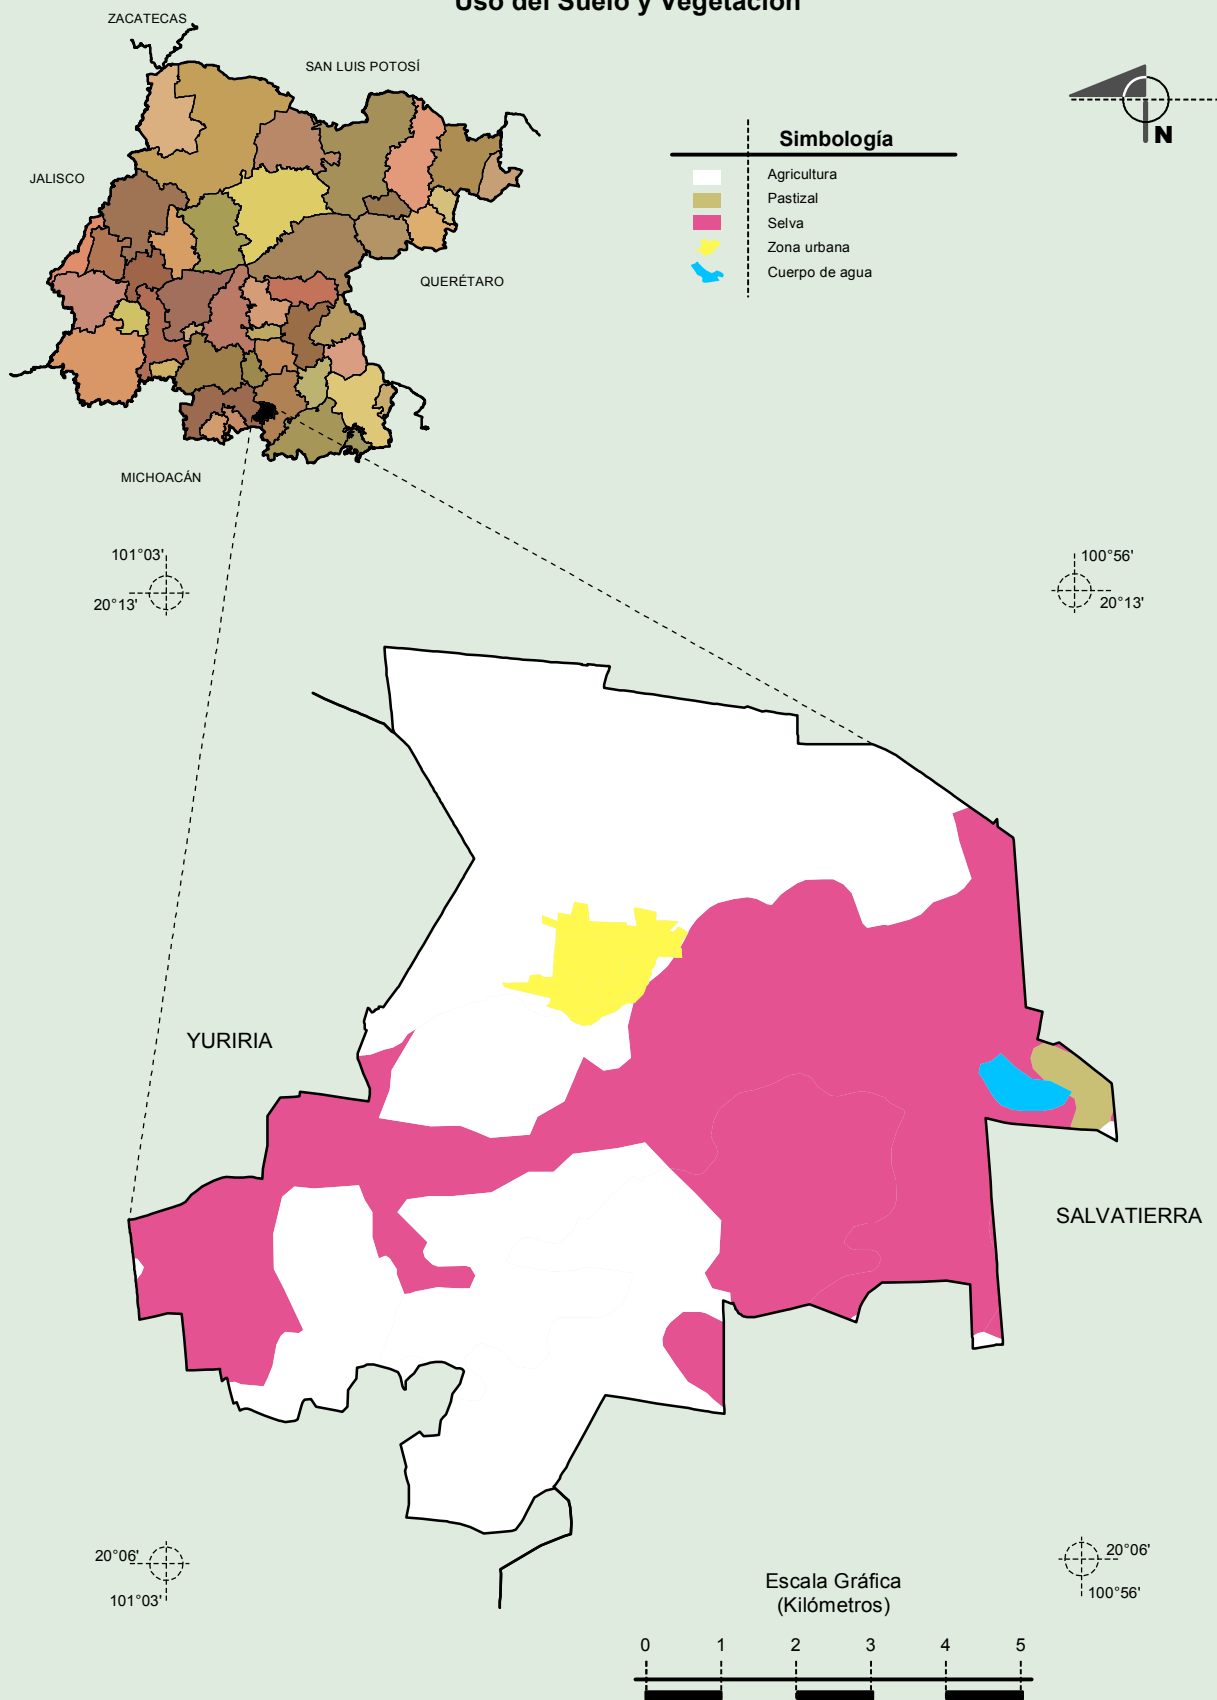 Uso del Suelo y Vegetación
ZACATECAS
SAN LUIS POTOSÍ
N
Simbología
JALISCO
Agricultura
Pastizal
Selva
Zona urbana
Cuerpo de agua
QUERÉTARO
MICHOACÁN
101°03'
20°13'
100°56'
20°13'
YURIRIA
SALVATIERRA
20°06'
101°03'
20°06'
100°56'
Escala Gráfica
(Kilómetros)
0 1 2 3 4 5